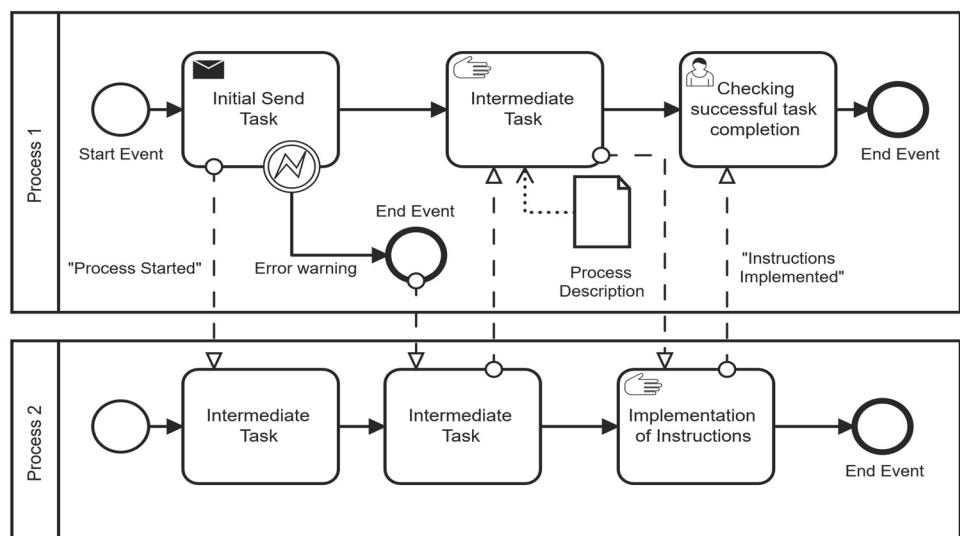 Process 1
Initial Send
Task
Intermediate
Task
Checking
successful task
completion
Start Event
End Event
End Event
"Process Started"
Error warning
Process
Description
"Instructions
Implemented"
Process 2
Intermediate
Task
Intermediate
Task
Implementation
of Instructions
End Event